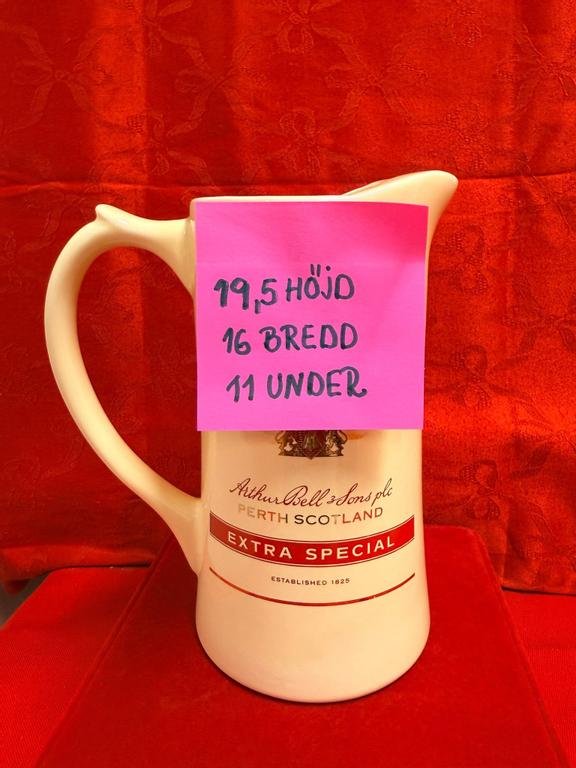 19,5 HÖJD
16 BREDD
11 UNDER
Arthur Bell & Sons plc
PERTH SCOTLAND
EXTRA SPECIAL
ESTABLISHED 1825